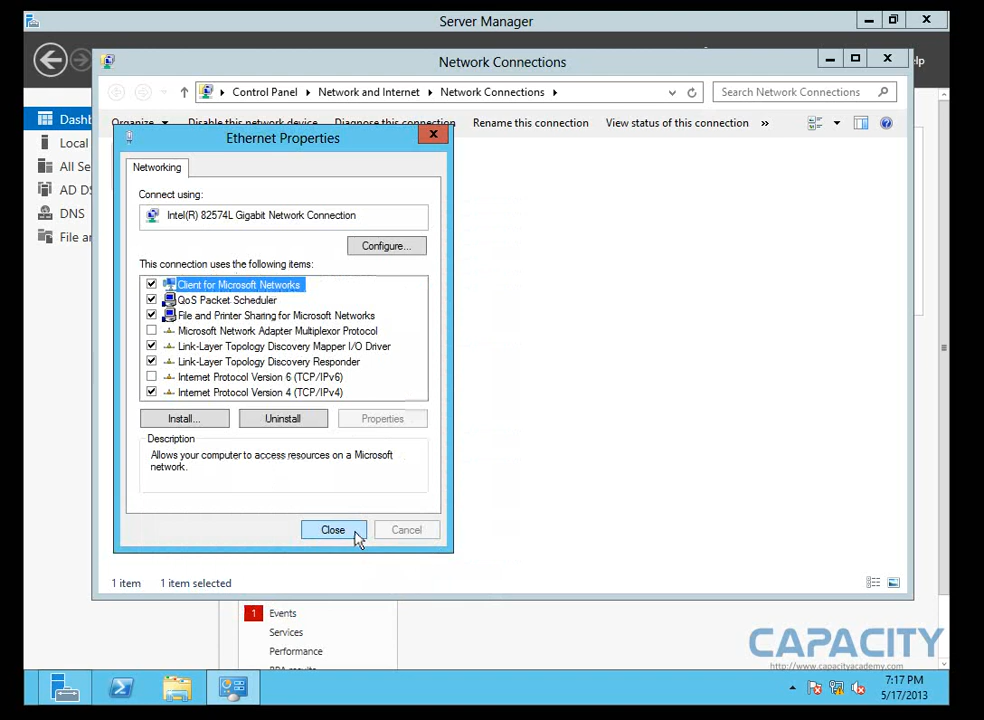 Server Manager
Network Connections
Control Panel
Network and Internet
Network Connections
Search Network Connections
Organize
Disable this network device
Diagnose this connection
Rename this connection
View status of this connection
»
Ethernet Properties
Networking
Connect using:
Intel(R) 82574L Gigabit Network Connection
Configure...
This connection uses the following items:
Client for Microsoft Networks
QoS Packet Scheduler
File and Printer Sharing for Microsoft Networks
Microsoft Network Adapter Multiplexor Protocol
Link-Layer Topology Discovery Mapper I/O Driver
Link-Layer Topology Discovery Responder
Internet Protocol Version 6 (TCP/IPv6)
Internet Protocol Version 4 (TCP/IPv4)
Install...
Uninstall
Properties
Description
Allows your computer to access resources on a Microsoft
network.
Close
Cancel
Dashb
Local
All Se
AD DS
DNS
File an
elp
1 item
1 item selected
1 Events
Services
Performance
CAPACITY
http://www.capacityacademy.com
7:17 PM
5/17/2013